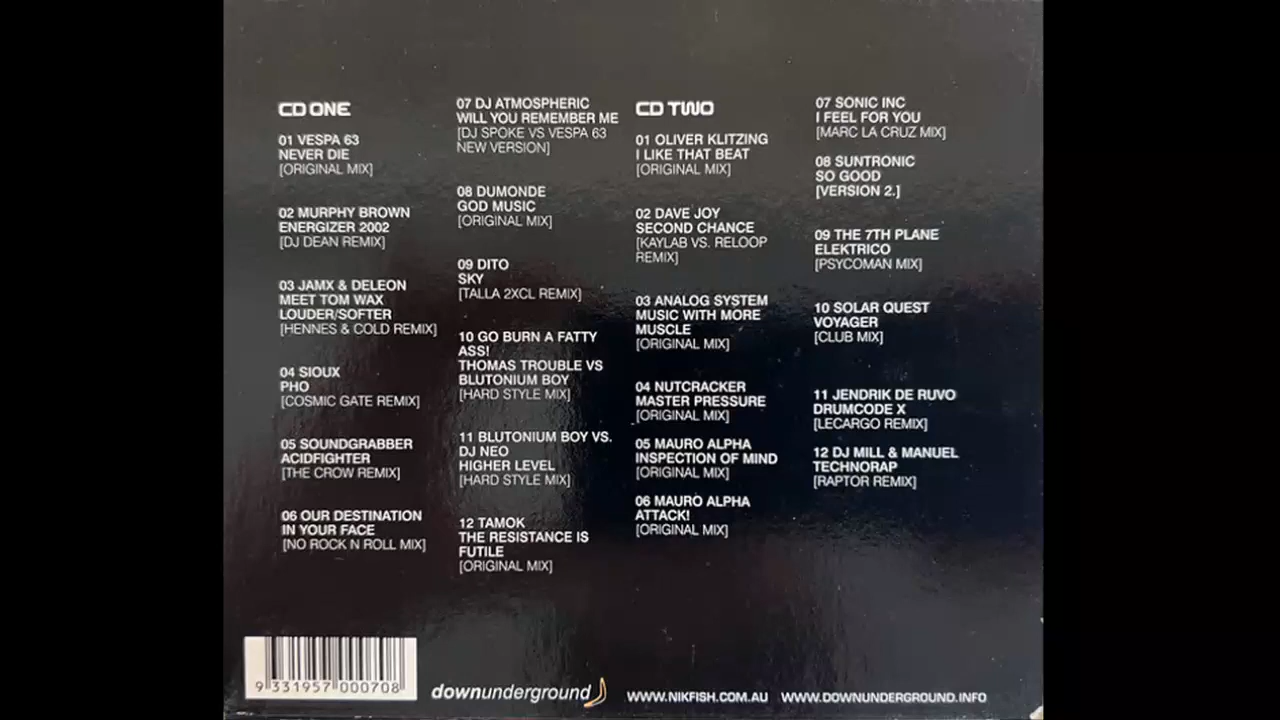 CD ONE
01 VESPA 63
NEVER DIE
[ORIGINAL MIX]
02 MURPHY BROWN
ENERGIZER 2002
[DJ DEAN REMIX]
03 JAMX & DELEON
MEET TOM WAX
LOUDER/SOFTER
[HENNES & COLD REMIX]
04 SIOUX
PHO
[COSMIC GATE REMIX]
05 SOUNDGRABBER
ACIDFIGHTER
[THE CROW REMIX]
06 OUR DESTINATION
IN YOUR FACE
[NO ROCK N ROLL MIX]
07 DJ ATMOSPHERIC
WILL YOU REMEMBER ME
[DJ SPOKE VS VESPA 63
NEW VERSION]
08 DUMONDE
GOD MUSIC
[ORIGINAL MIX]
09 DITO
SKY
[TALLA 2XCL REMIX]
10 GO BURN A FATTY
ASS!
THOMAS TROUBLE VS
BLUTONIUM BOY
[HARD STYLE MIX]
11 BLUTONIUM BOY VS.
DJ NEO
HIGHER LEVEL
[HARD STYLE MIX]
12 TAMOK
THE RESISTANCE IS
FUTILE
[ORIGINAL MIX]
CD TWO
01 OLIVER KLITZING
I LIKE THAT BEAT
[ORIGINAL MIX]
02 DAVE JOY
SECOND CHANCE
[KAYLAB VS. RELOOP
REMIX]
03 ANALOG SYSTEM
MUSIC WITH MORE
MUSCLE
[ORIGINAL MIX]
04 NUTCRACKER
MASTER PRESSURE
[ORIGINAL MIX]
05 MAURO ALPHA
INSPECTION OF MIND
[ORIGINAL MIX]
06 MAURO ALPHA
ATTACK!
[ORIGINAL MIX]
07 SONIC INC
I FEEL FOR YOU
[MARC LA CRUZ MIX]
08 SUNTRONIC
SO GOOD
[VERSION 2.]
09 THE 7TH PLANE
ELEKTRICO
[PSYCOMAN MIX]
10 SOLAR QUEST
VOYAGER
[CLUB MIX]
11 JENDRIK DE RUVO
DRUMCODE X
[LECARGO REMIX]
12 DJ MILL & MANUEL
TECHNORAP
[RAPTOR REMIX]
9 331957 000708
downunderground
WWW.NIKFISH.COM.AU WWW.DOWNUNDERGROUND.INFO